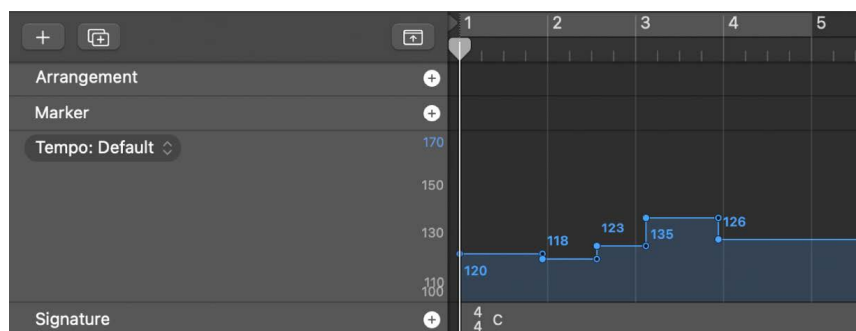 1 2 3 4 5
Arrangement
Marker
Tempo: Default
170
150
130
110
100
120
118
123
135
126
Signature
4
4 C